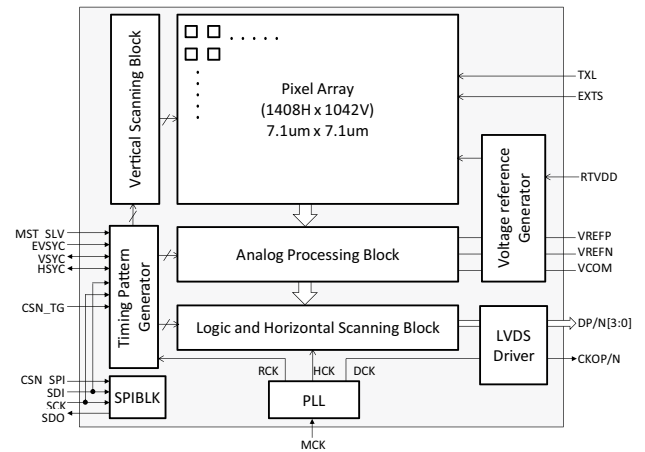 Vertical Scanning Block
Pixel Array
(1408H x 1042V)
7.1um x 7.1um
TXL
EXTS
Voltage reference
Generator
RTVDD
MST_SLV
EVSYC
VSYC
HSYC
CSN_TG
Timing Pattern
Generator
Analog Processing Block
VREFP
VREFN
VCOM
Logic and Horizontal Scanning Block
LVDS
Driver
DP/N[3:0]
CKOP/N
RCK
HCK
DCK
CSN_SPI
SDI
SCK
SDO
SPIBLK
PLL
MCK